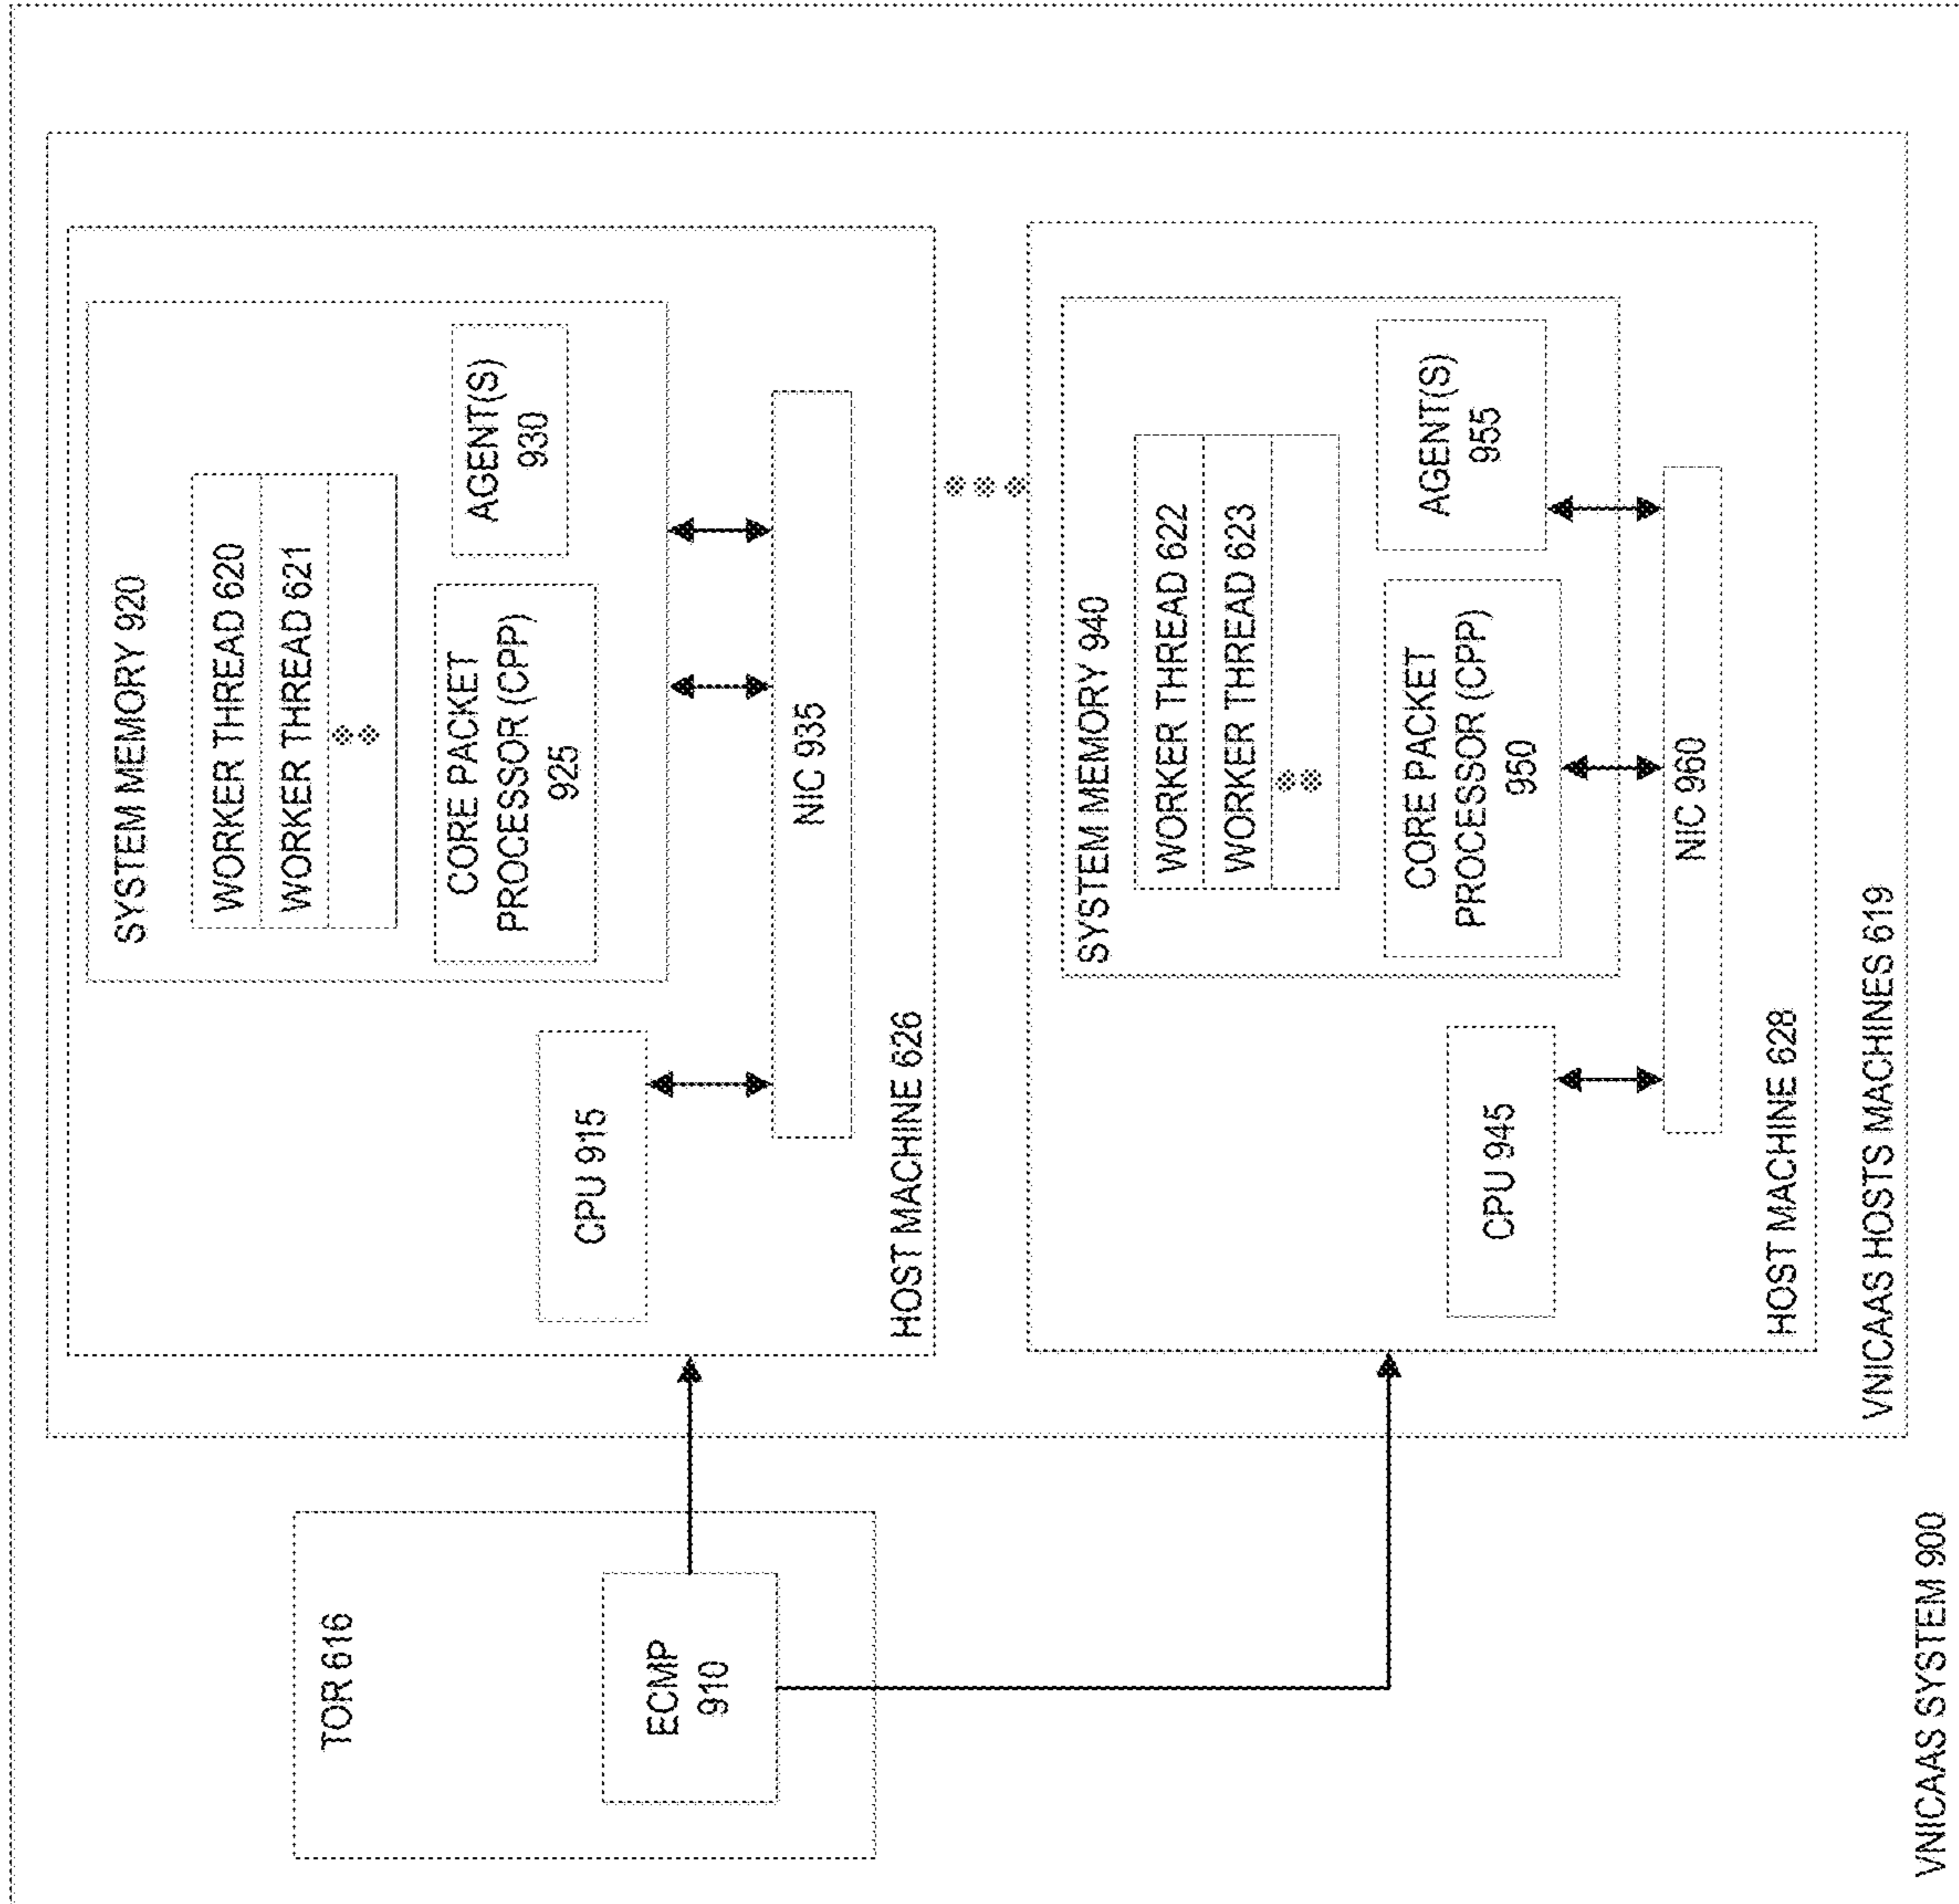 TOR 616
ECMP
910
SYSTEM MEMORY 920
WORKER THREAD 620
WORKER THREAD 621
CORE PACKET
PROCESSOR (CPP)
925
AGENT(S)
930
CPU 915
NIC 935
HOST MACHINE 626
SYSTEM MEMORY 940
WORKER THREAD 622
WORKER THREAD 623
CORE PACKET
PROCESSOR (CPP)
950
AGENT(S)
955
CPU 945
NIC 960
HOST MACHINE 628
VNICAAS HOSTS MACHINES 619
VNICAAS SYSTEM 900